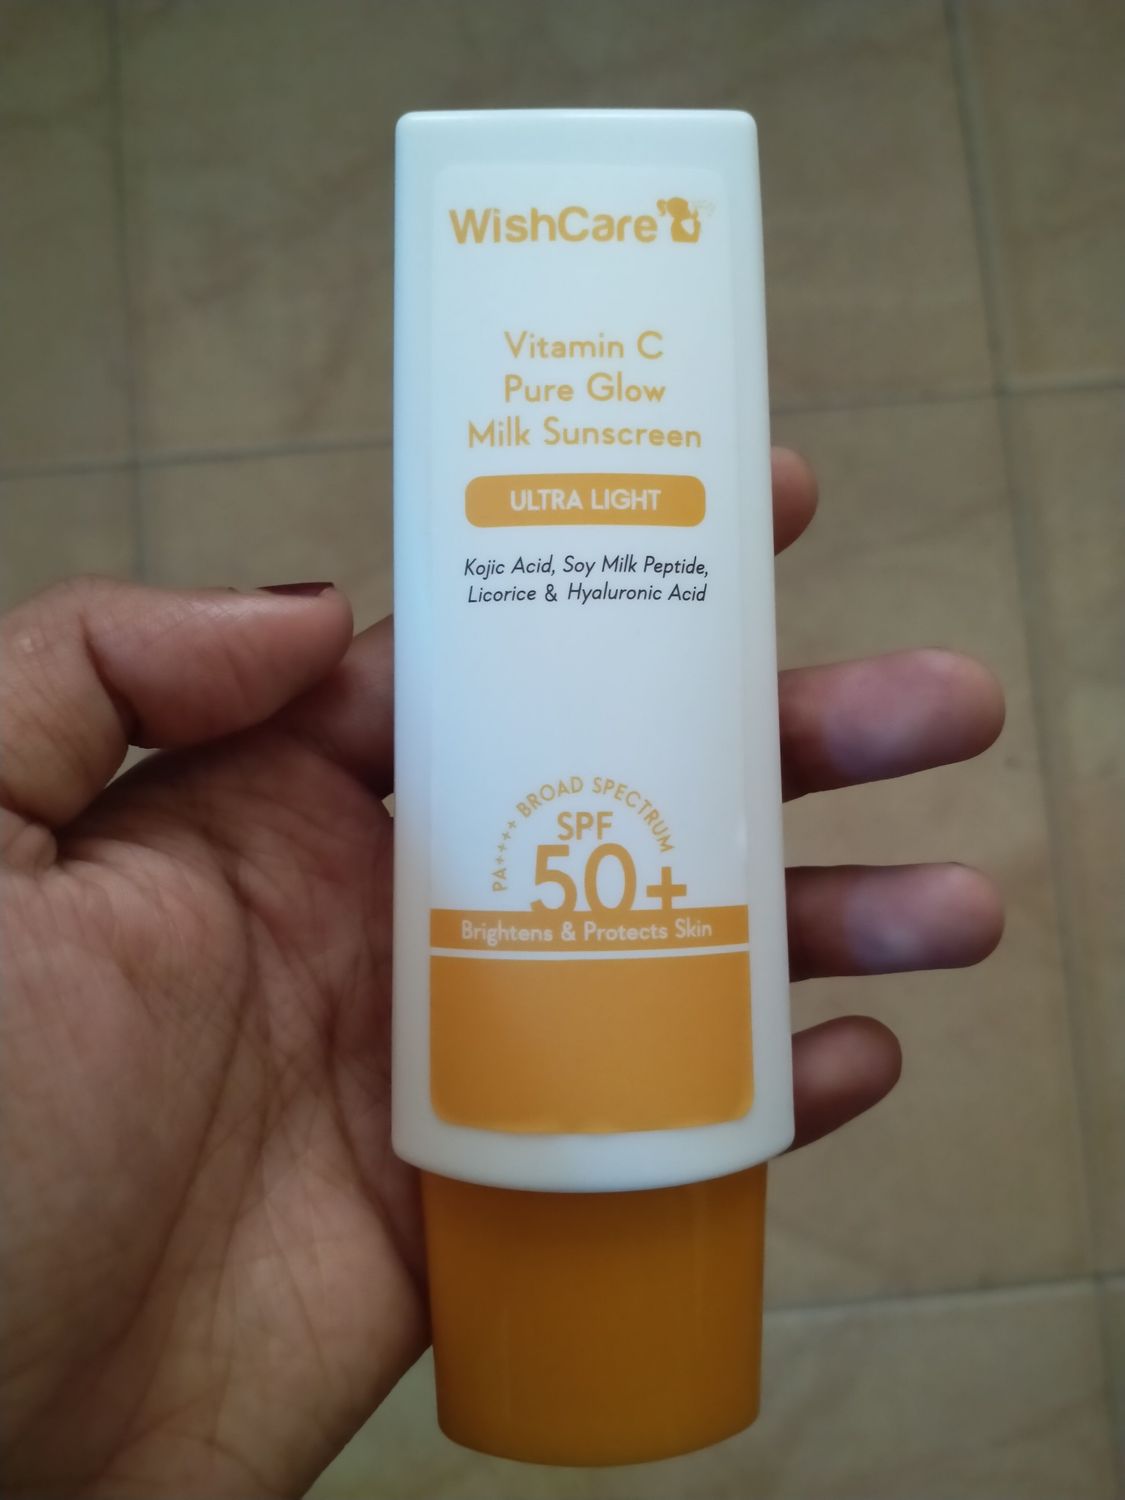 WishCare
Vitamin C
Pure Glow
Milk Sunscreen
ULTRA LIGHT
Kojic Acid, Soy Milk Peptide,
Licorice & Hyaluronic Acid
PA++++ BROAD SPECTRUM
SPF
50+
Brightens & Protects Skin